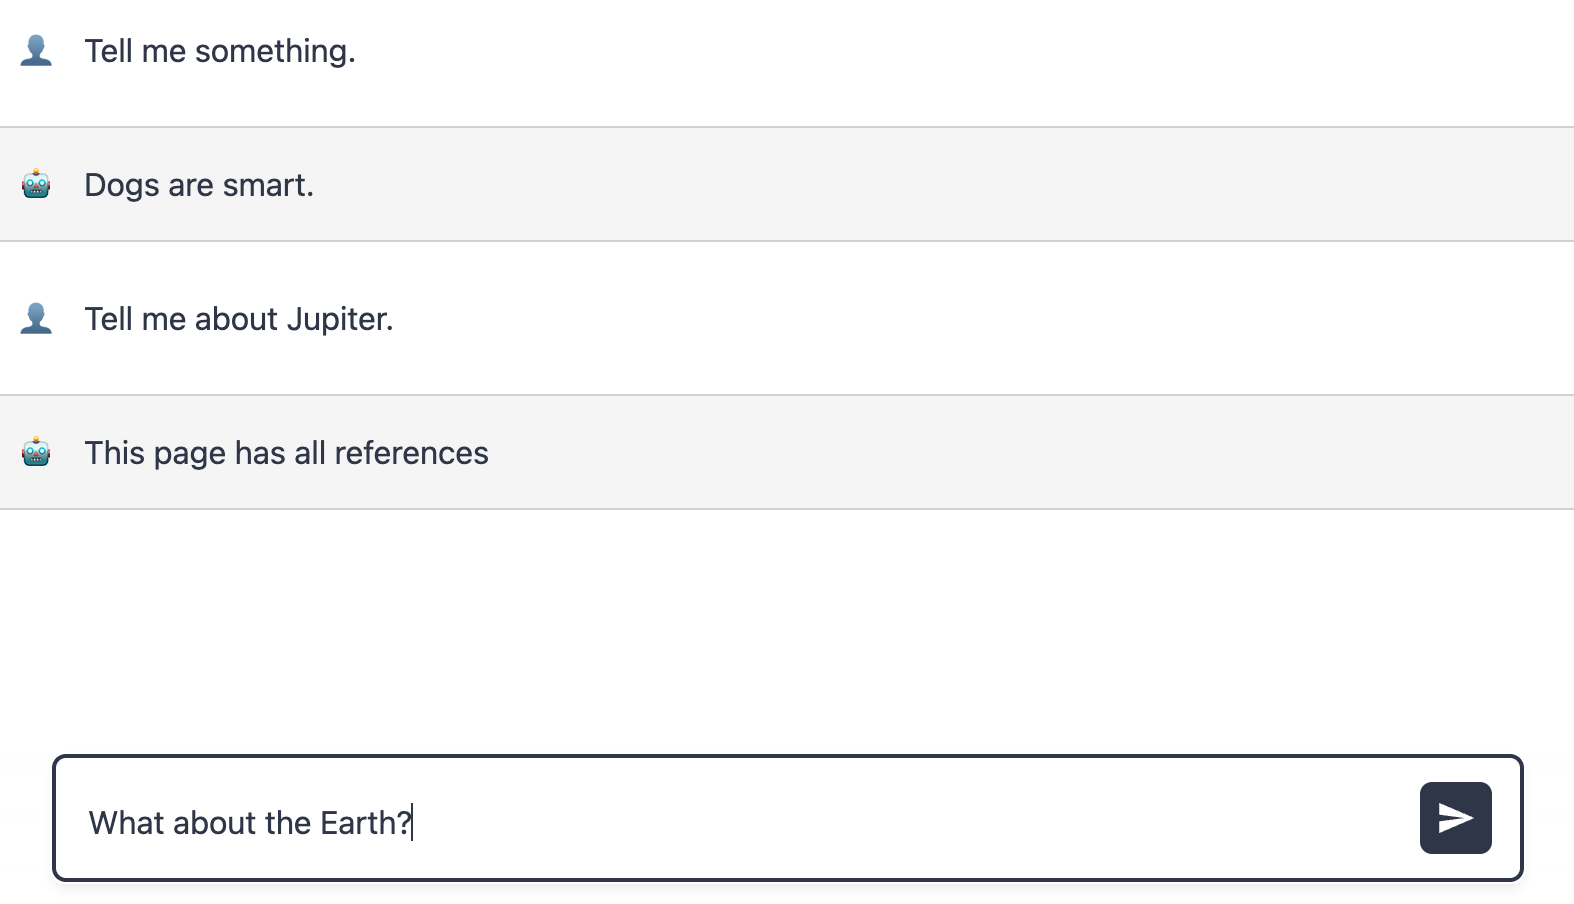 Tell me something.
Dogs are smart.
Tell me about Jupiter.
This page has all references
What about the Earth?